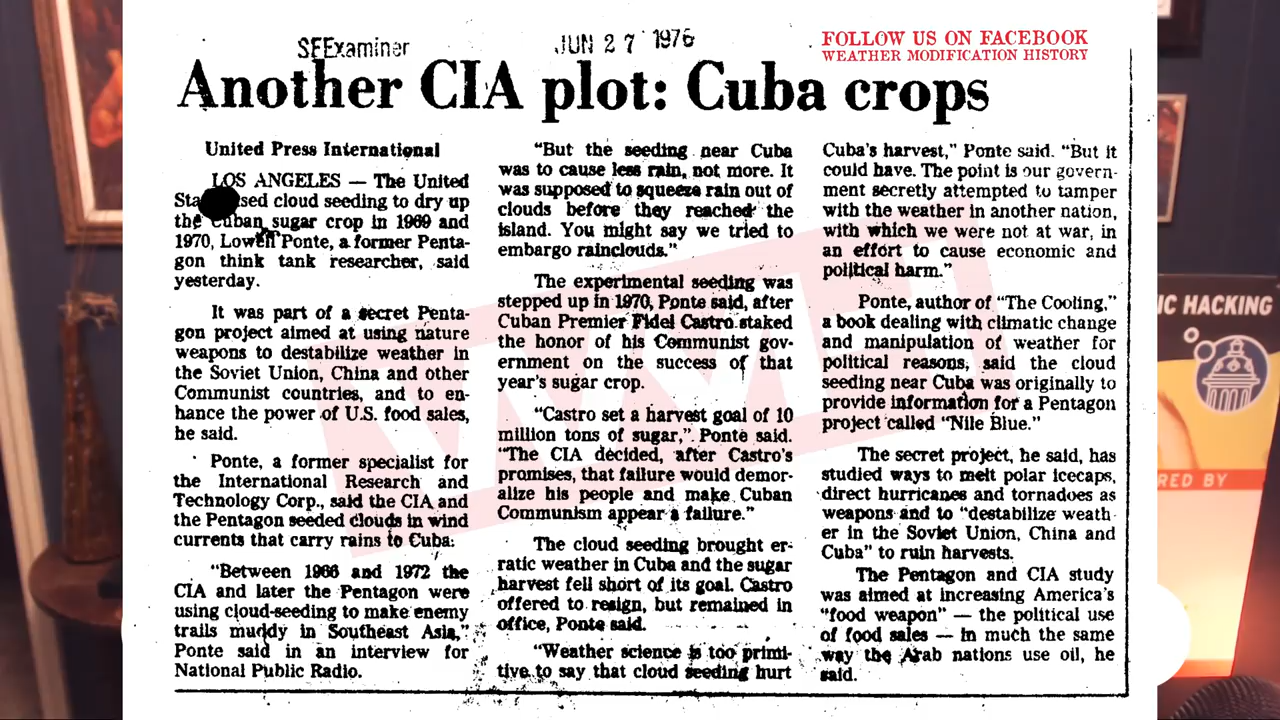 SFExaminer
JUN 27 1976
FOLLOW US ON FACEBOOK
WEATHER MODIFICATION HISTORY
Another CIA plot: Cuba crops
United Press International
LOS ANGELES — The United
Sta sed cloud seeding to dry up
the Cuban sugar crop in 1969 and
1970, Lowell Ponte, a former Penta-
gon think tank researcher, said
yesterday.
It was part of a secret Penta-
gon project aimed at using nature
weapons to destabilize weather in
the Soviet Union, China and other
Communist countries, and to en-
hance the power of U.S. food sales,
he said.
Ponte, a former specialist for
the International Research and
Technology Corp., said the CIA and
the Pentagon seeded clouds in wind
currents that carry rains to Cuba:
"Between 1966 and 1972 the
CIA and later the Pentagon were
using cloud-seeding to make enemy
trails muddy in Southeast Asia,"
Ponte said in an interview for
National Public Radio.
"But the seeding near Cuba
was to cause less rain, not more. It
was supposed to squeeze rain out of
clouds before they reached the
island. You might say we tried to
embargo rainclouds."
The experimental seeding was
stepped up in 1970, Ponte said, after
Cuban Premier Fidel Castro staked
the honor of his Communist gov-
ernment on the success of that
year's sugar crop.
"Castro set a harvest goal of 10
million tons of sugar," Ponte said.
"The CIA decided, after Castro's
promises, that failure would demor-
alize his people and make Cuban
Communism appear a failure."
The cloud seeding brought er-
ratic weather in Cuba and the sugar
harvest fell short of its goal. Castro
offered to resign, but remained in
office, Ponte said.
"Weather science is too primi-
tive to say that cloud seeding hurt
Cuba's harvest," Ponte said. "But it
could have. The point is our govern-
ment secretly attempted to tamper
with the weather in another nation,
with which we were not at war, in
an effort to cause economic and
political harm."
Ponte, author of "The Cooling,"
a book dealing with climatic change
and manipulation of weather for
political reasons, said the cloud
seeding near Cuba was originally to
provide information for a Pentagon
project called "Nile Blue."
The secret project, he said, has
studied ways to melt polar icecaps,
direct hurricanes and tornadoes as
weapons and to "destabilize weath-
er in the Soviet Union, China and
Cuba" to ruin harvests.
The Pentagon and CIA study
was aimed at increasing America's
"food weapon" — the political use
of food sales — in much the same
way the Arab nations use oil, he
said.
IC HACKING
RED BY